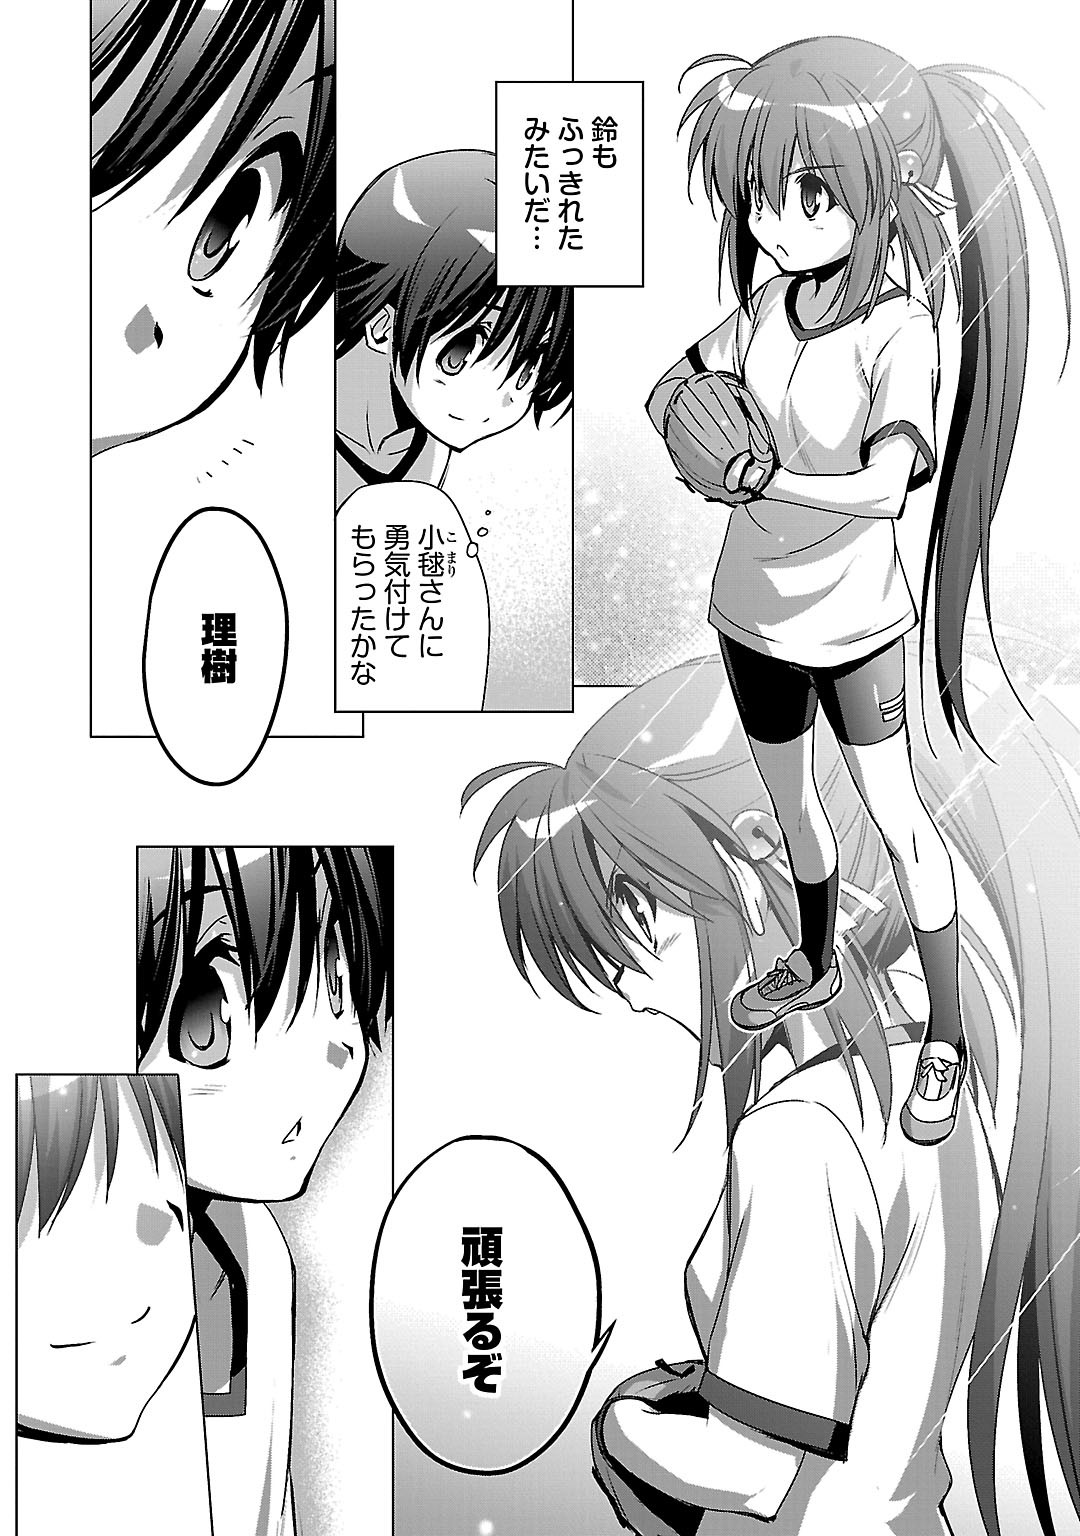 鈴も
ふっきれた
みたいだ…
小毬さんに
こまり
勇気付けて
もらったかな
理樹
頑張るぞ